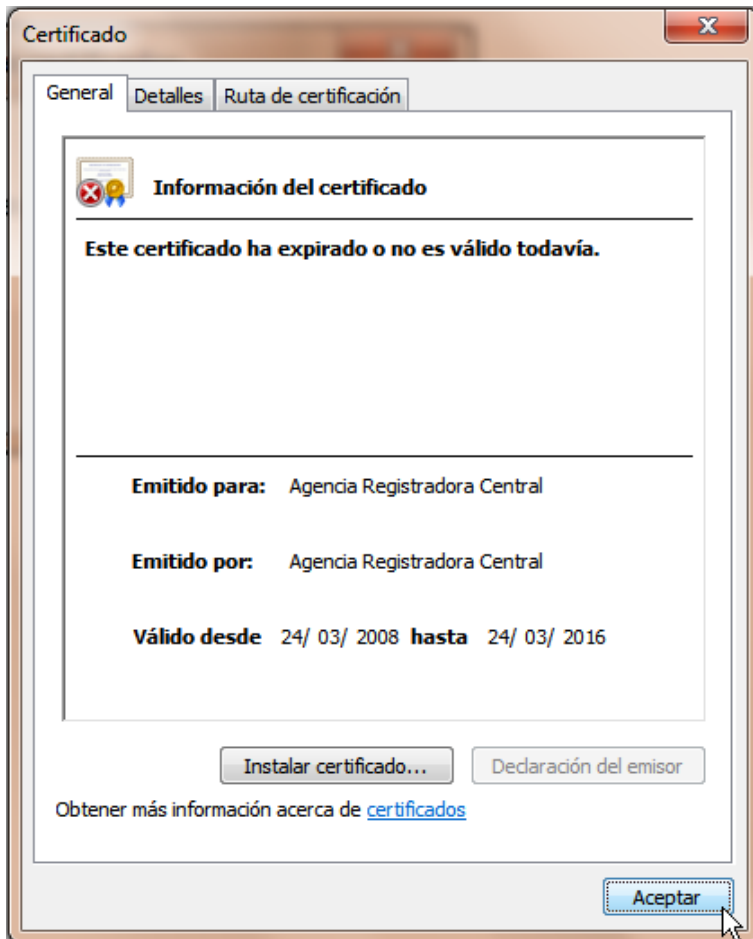 Certificado
General Detalles Ruta de certificación
Información del certificado
Este certificado ha expirado o no es válido todavía.
Emitido para: Agencia Registradora Central
Emitido por: Agencia Registradora Central
Válido desde 24/ 03/ 2008 hasta 24/ 03/ 2016
Instalar certificado... Declaración del emisor
Obtener más información acerca de certificados
Aceptar